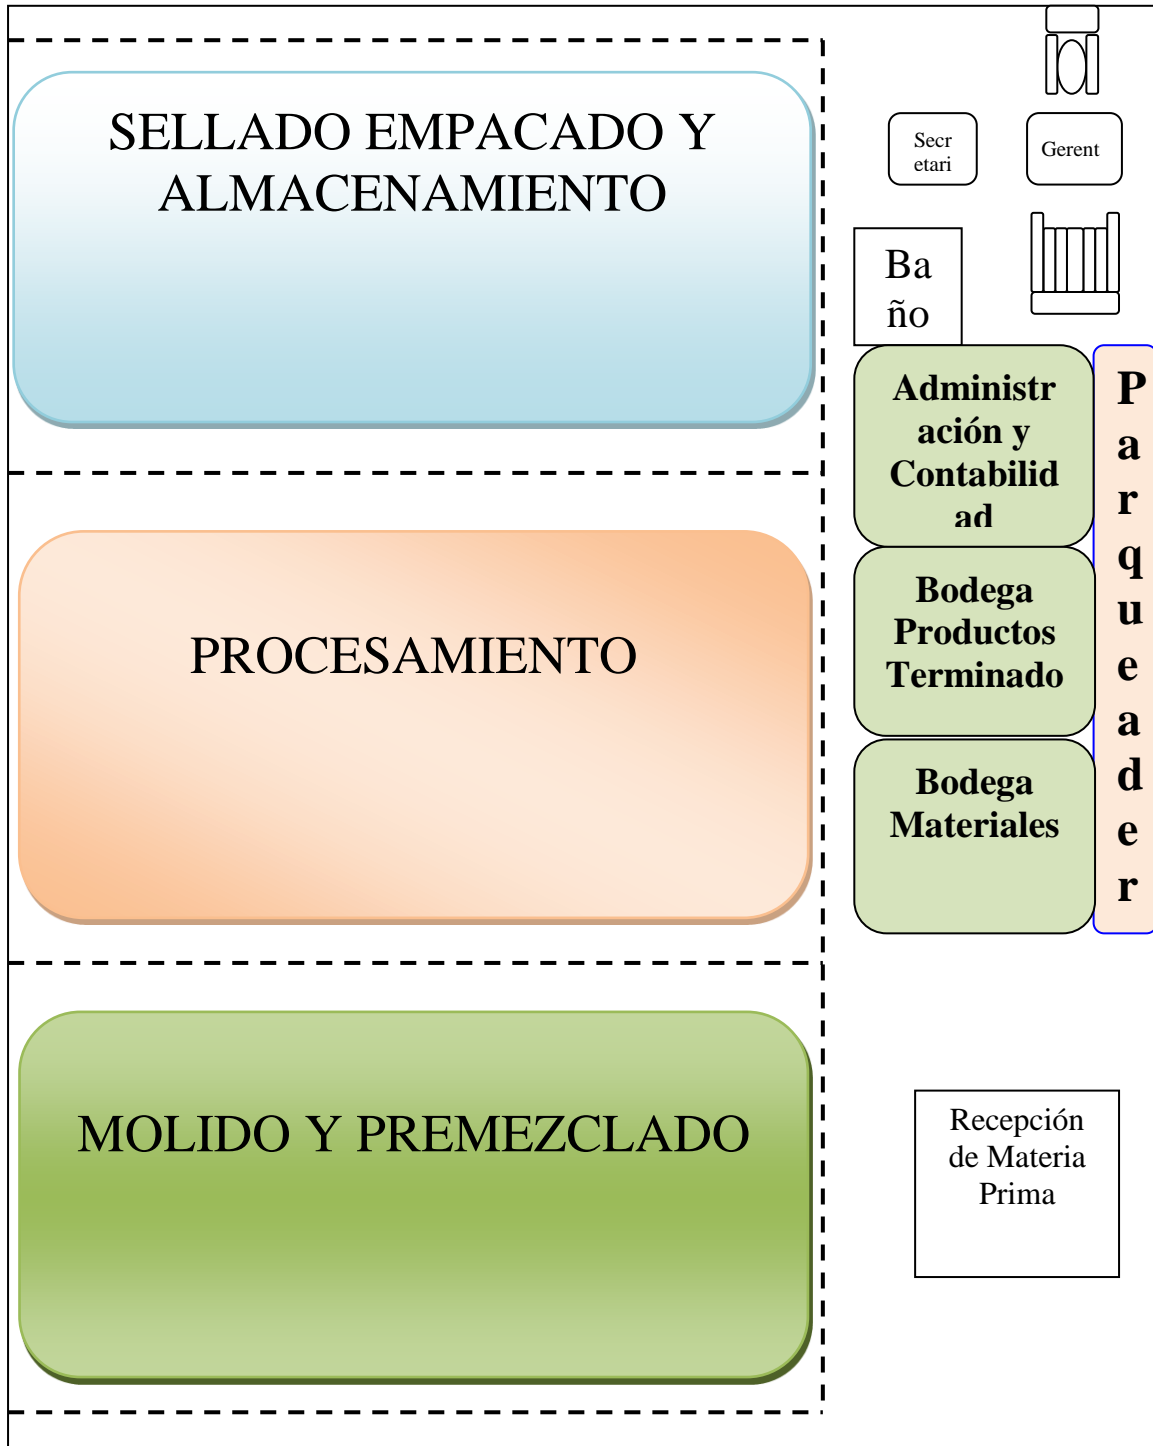 SELLADO EMPACADO Y
ALMACENAMIENTO
Secr
etari
Gerent
Ba
ño
Administr
ación y
Contabilid
ad
P
a
r
q
u
e
a
d
e
r
Bodega
Productos
Terminado
PROCESAMIENTO
Bodega
Materiales
MOLIDO Y PREMEZCLADO
Recepción
de Materia
Prima